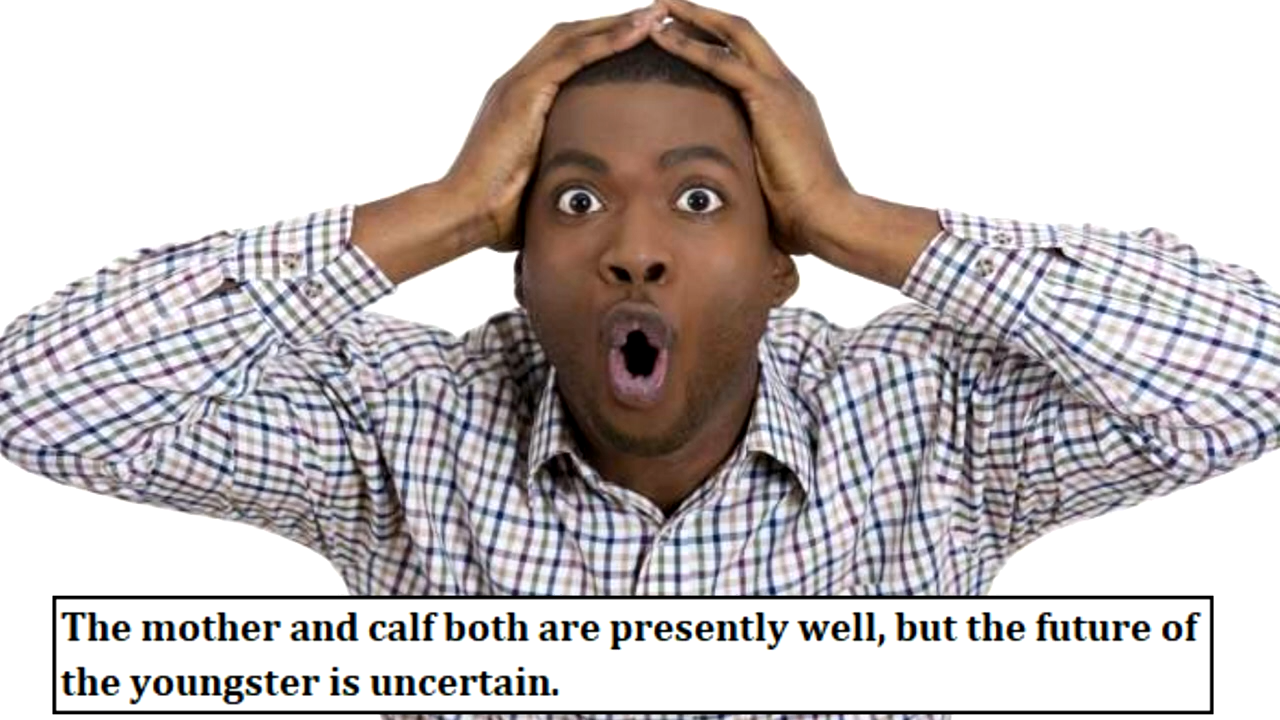 The mother and calf both are presently well, but the future of
the youngster is uncertain.